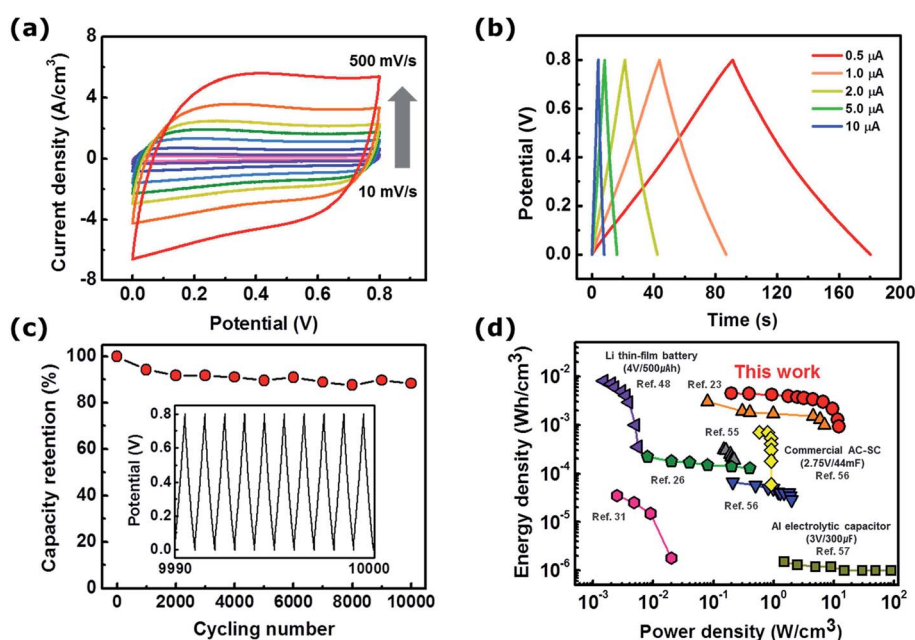 (a)
8
4
0
-4
-8
Current density (A/cm³)
500 mV/s
10 mV/s
0.0 0.2 0.4 0.6 0.8
Potential (V)
(b)
0.8
0.6
0.4
0.2
0.0
Potential (V)
0.5 μA
1.0 μA
2.0 μA
5.0 μA
10 μA
0 40 80 120 160 200
Time (s)
(c)
100
80
60
40
20
0
Capacity retention (%)
0.8
0.6
0.4
0.2
0.0
Potential (V)
9990 10000
0 2000 4000 6000 8000 10000
Cycling number
(d)
10⁻²
10⁻³
10⁻⁴
10⁻⁵
10⁻⁶
Energy density (Wh/cm³)
Li thin-film battery
(4V/500μAh)
Ref. 48
Ref. 23
This work
Ref. 55
Commercial AC-SC
(2.75V/44mF)
Ref. 56
Ref. 26
Ref. 56
Ref. 31
Al electrolytic capacitor
(3V/300μF)
Ref. 57
10⁻³ 10⁻² 10⁻¹ 10⁰ 10¹ 10²
Power density (W/cm³)